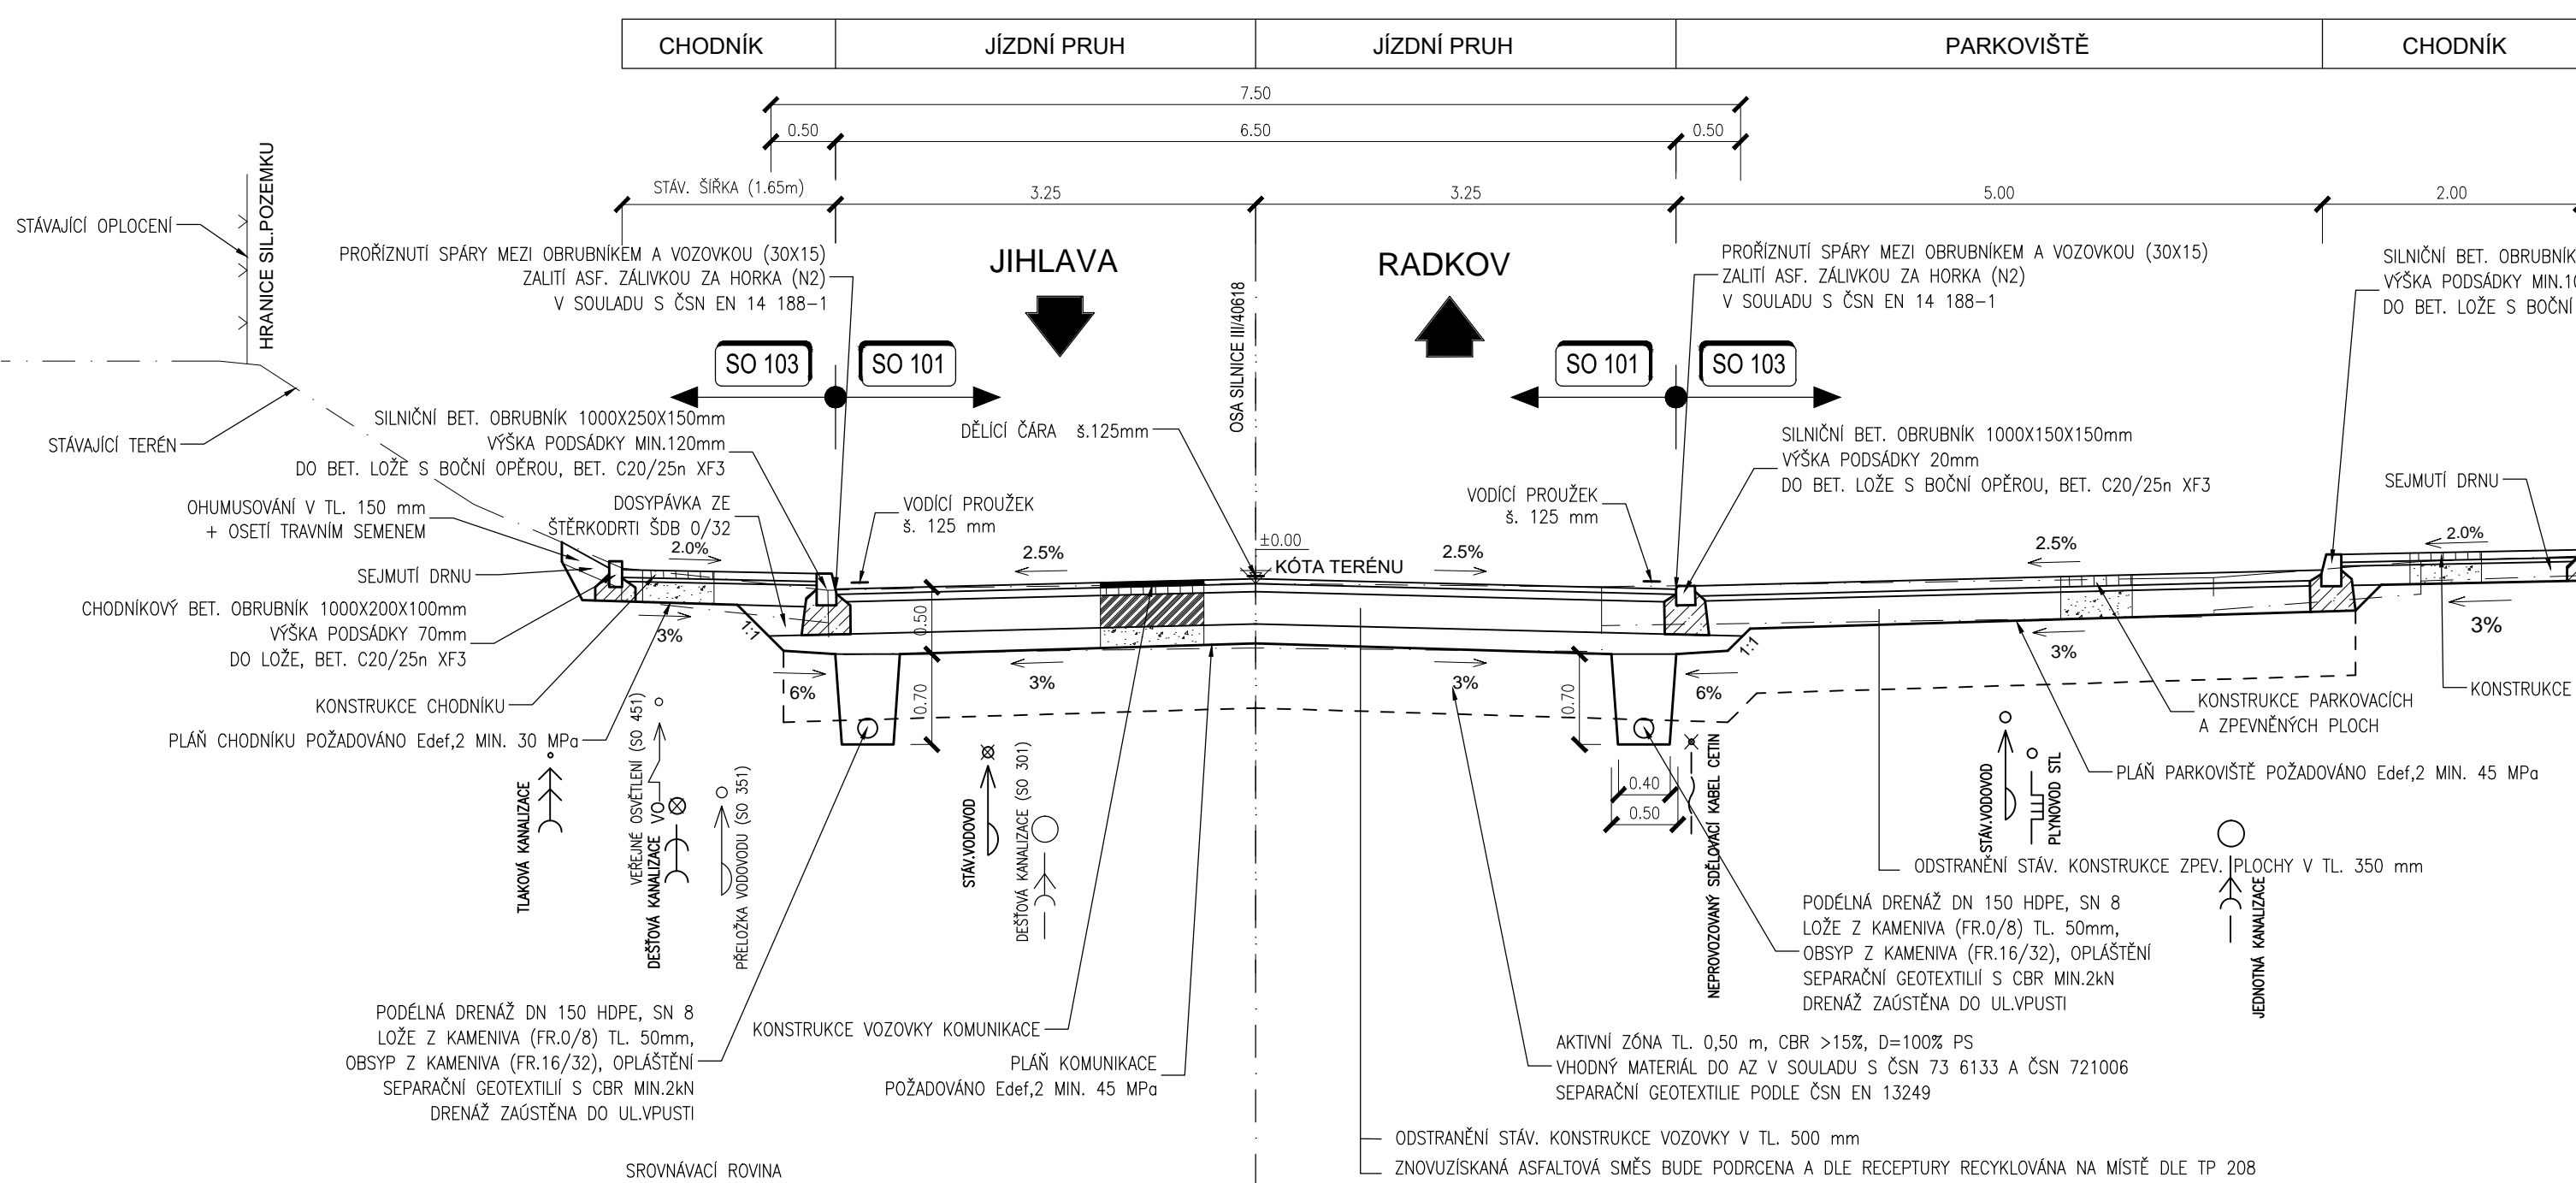 CHODNÍK
JÍZDNÍ PRUH
JÍZDNÍ PRUH
PARKOVIŠTĚ
CHODNÍK
7.50
0.50
6.50
0.50
STÁV. ŠÍŘKA (1.65m)
3.25
3.25
5.00
2.00
STÁVAJÍCÍ OPLOCENÍ
HRANICE SIL.POZEMKU
PROŘÍZNUTÍ SPÁRY MEZI OBRUBNÍKEM A VOZOVKOU (30X15)
ZALITÍ ASF. ZÁLIVKOU ZA HORKA (N2)
V SOULADU S ČSN EN 14 188-1
JIHLAVA
OSA SILNICE III/40618
RADKOV
PROŘÍZNUTÍ SPÁRY MEZI OBRUBNÍKEM A VOZOVKOU (30X15)
ZALITÍ ASF. ZÁLIVKOU ZA HORKA (N2)
V SOULADU S ČSN EN 14 188-1
SILNIČNÍ BET. OBRUBNÍK
VÝŠKA PODSÁDKY
DO BET. LOŽE S BOČNÍ
SO 103
SO 101
SO 101
SO 103
STÁVAJÍCÍ TERÉN
SILNIČNÍ BET. OBRUBNÍK 1000X250X150mm
VÝŠKA PODSÁDKY MIN.120mm
DO BET. LOŽE S BOČNÍ OPĚROU, BET. C20/25n XF3
DĚLÍCÍ ČÁRA š.125mm
SILNIČNÍ BET. OBRUBNÍK 1000X150X150mm
VÝŠKA PODSÁDKY 20mm
DO BET. LOŽE S BOČNÍ OPĚROU, BET. C20/25n XF3
OHUMUSOVÁNÍ V TL. 150 mm
+ OSETÍ TRAVNÍM SEMENEM
DOSYPÁVKA ZE
ŠTĚRKODRTI ŠDB 0/32
VODÍCÍ PROUŽEK
š. 125 mm
VODÍCÍ PROUŽEK
š. 125 mm
SEJMUTÍ DRNU
2.0%
2.5%
±0.00
KÓTA TERÉNU
2.5%
2.5%
2.0%
SEJMUTÍ DRNU
CHODNÍKOVÝ BET. OBRUBNÍK 1000X200X100mm
VÝŠKA PODSÁDKY 70mm
DO LOŽE, BET. C20/25n XF3
3%
1:1
0.50
1:1
3%
3%
KONSTRUKCE CHODNÍKU
6%
3%
3%
6%
0.70
0.70
KONSTRUKCE PARKOVACÍCH
A ZPEVNĚNÝCH PLOCH
KONSTRUKCE
PLÁŇ CHODNÍKU POŽADOVÁNO Edef,2 MIN. 30 MPa
PLÁŇ PARKOVIŠTĚ POŽADOVÁNO Edef,2 MIN. 45 MPa
TLAKOVÁ KANALIZACE
VEŘEJNÉ OSVĚTLENÍ (SO 451)
VO
DEŠŤOVÁ KANALIZACE
PŘELOŽKA VODOVODU (SO 351)
STÁV.VODOVOD
DEŠŤOVÁ KANALIZACE (SO 301)
0.40
0.50
NEPROVOZOVANÝ SDĚLOVACÍ KABEL CETIN
STÁV.VODOVOD
PLYNOVOD STL
JEDNOTNÁ KANALIZACE
ODSTRANĚNÍ STÁV. KONSTRUKCE ZPEV. PLOCHY V TL. 350 mm
PODÉLNÁ DRENÁŽ DN 150 HDPE, SN 8
LOŽE Z KAMENIVA (FR.0/8) TL. 50mm,
OBSYP Z KAMENIVA (FR.16/32), OPLÁŠTĚNÍ
SEPARAČNÍ GEOTEXTILIÍ S CBR MIN.2kN
DRENÁŽ ZAÚSTĚNA DO UL.VPUSTI
PODÉLNÁ DRENÁŽ DN 150 HDPE, SN 8
LOŽE Z KAMENIVA (FR.0/8) TL. 50mm,
OBSYP Z KAMENIVA (FR.16/32), OPLÁŠTĚNÍ
SEPARAČNÍ GEOTEXTILIÍ S CBR MIN.2kN
DRENÁŽ ZAÚSTĚNA DO UL.VPUSTI
KONSTRUKCE VOZOVKY KOMUNIKACE
PLÁŇ KOMUNIKACE
POŽADOVÁNO Edef,2 MIN. 45 MPa
AKTIVNÍ ZÓNA TL. 0,50 m, CBR >15%, D=100% PS
VHODNÝ MATERIÁL DO AZ V SOULADU S ČSN 73 6133 A ČSN 721006
SEPARAČNÍ GEOTEXTILIE PODLE ČSN EN 13249
ODSTRANĚNÍ STÁV. KONSTRUKCE VOZOVKY V TL. 500 mm
ZNOVUZÍSKANÁ ASFALTOVÁ SMĚS BUDE PODRCENA A DLE RECEPTURY RECYKLOVÁNA NA MÍSTĚ DLE TP 208
SROVNÁVACÍ ROVINA